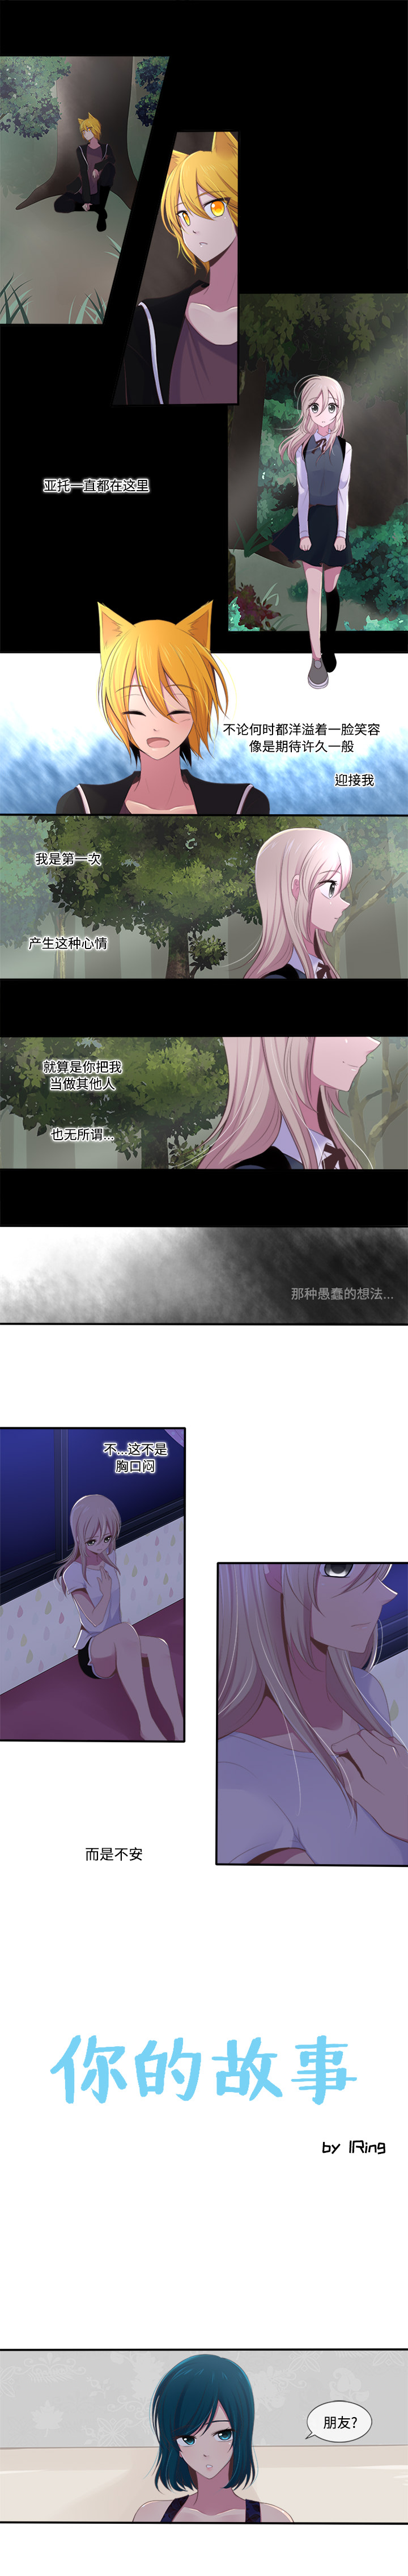 亚托一直都在这里
不论何时都洋溢着一脸笑容
像是期待许久一般
迎接我
我是第一次
产生这种心情
就算是你把我
当做其他人
也无所谓...
那种愚蠢的想法...
不...这不是
胸口闷
而是不安
你的故事
by IRing
朋友?